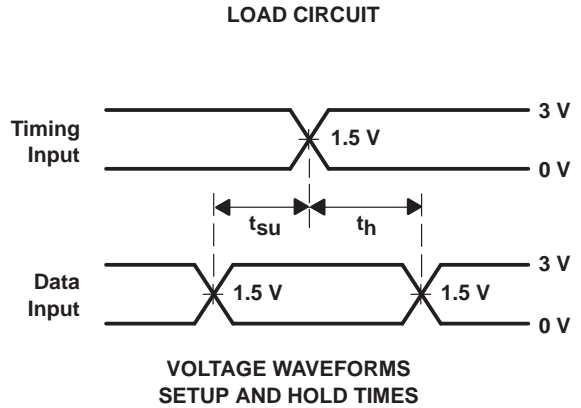 LOAD CIRCUIT
3 V
Timing
Input
1.5 V
0 V
tsu
th
3 V
Data
Input
1.5 V
1.5 V
0 V
VOLTAGE WAVEFORMS
SETUP AND HOLD TIMES